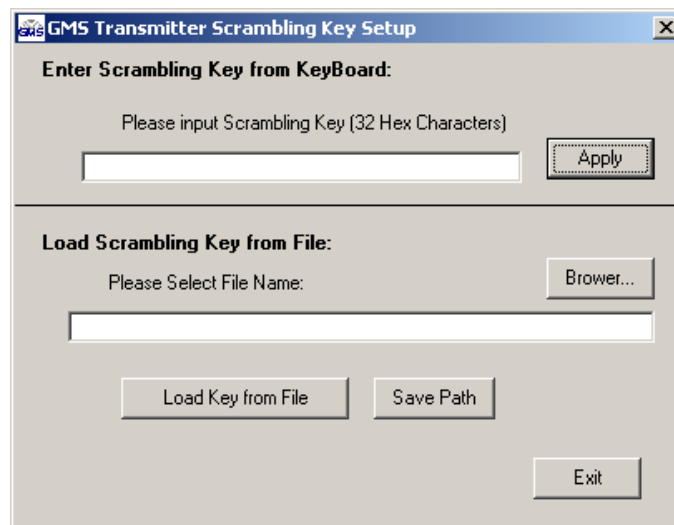 GMS GMS Transmitter Scrambling Key Setup
Enter Scrambling Key from KeyBoard:
Please input Scrambling Key (32 Hex Characters)
Apply
Load Scrambling Key from File:
Please Select File Name:
Brower...
Load Key from File Save Path
Exit